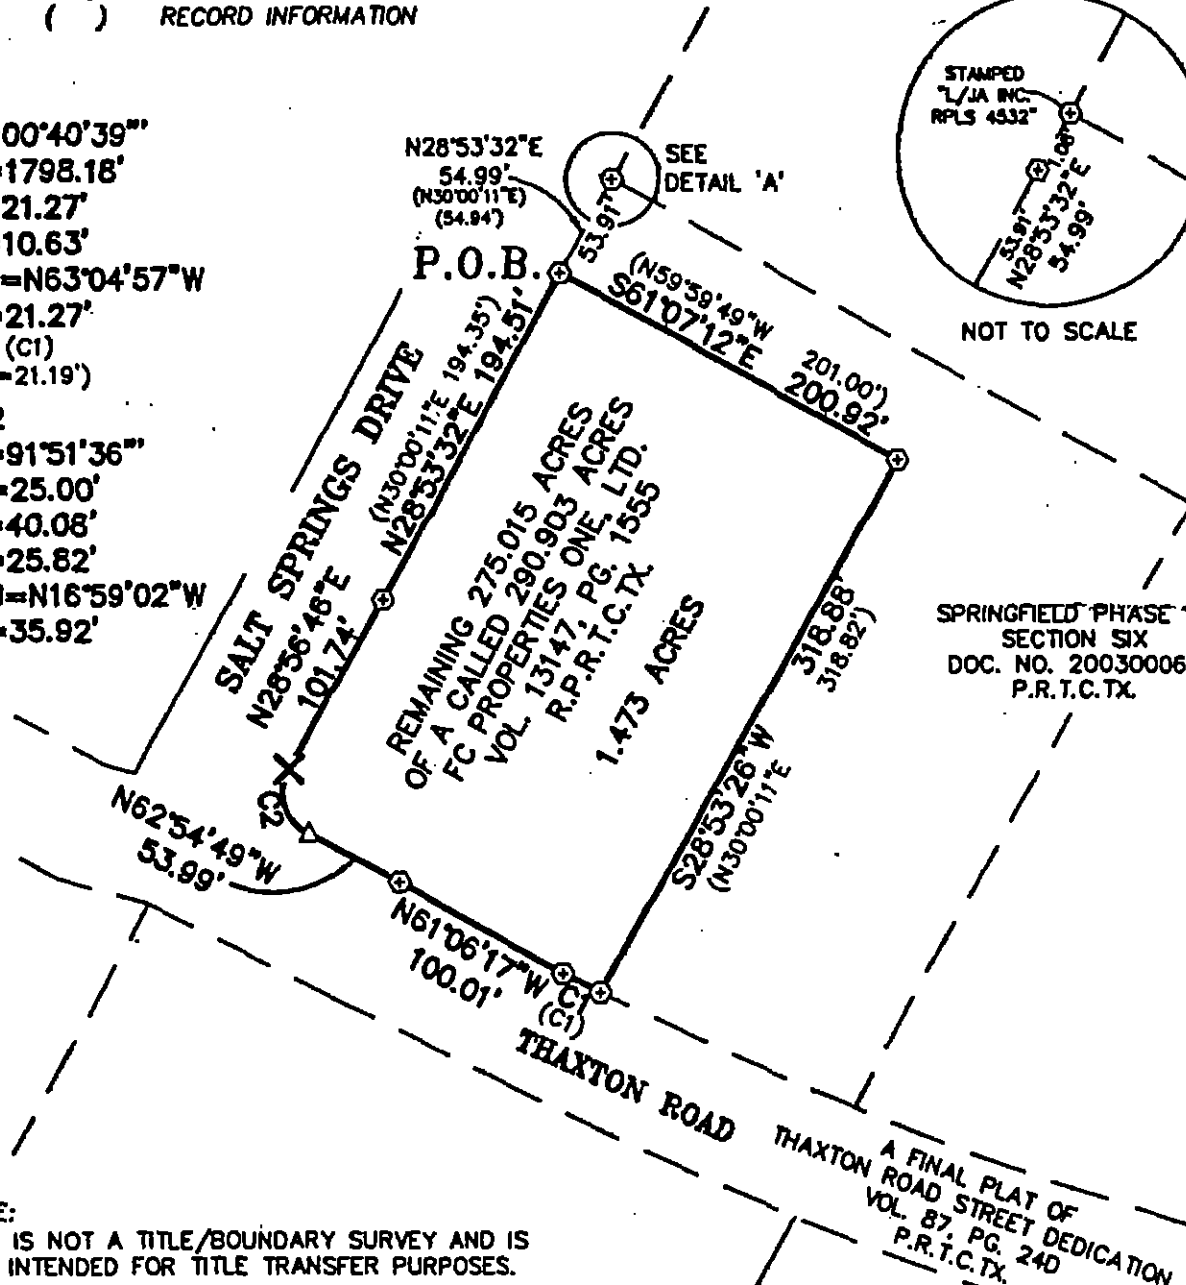 ( ) RECORD INFORMATION
00°40'39"'
=1798.18'
21.27'
=10.63'
=N63°04'57"W
=21.27'
(C1)
=21.19')
2
=91°51'36"'
=25.00'
=40.08'
=25.82'
=N16°59'02"W
=35.92'
N28°53'32"E
54.99'
(N30°00'11"E)
(54.94')
SEE
DETAIL 'A'
53.91'
P.O.B.
STAMPED
"L/JA INC.
RPLS 4532"
1.08'
53.91'
N28°53'32"E
54.99'
NOT TO SCALE
(N59°59'49"W 201.00')
S61°07'12"E 200.92'
SALT SPRINGS DRIVE
(N30°00'11"E 194.35')
N28°53'32"E 194.51'
N28°56'46"E
101.74'
REMAINING 275.015 ACRES
OF A CALLED 290.903 ACRES
FC PROPERTIES ONE, LTD.
VOL. 13147, PG. 1555
R.P.R.T.C.TX.
1.473 ACRES
318.88'
318.82')
S28°53'26"W
(N30°00'11"E
SPRINGFIELD PHASE
SECTION SIX
DOC. NO. 20030006
P.R.T.C.TX.
C2
N62°54'49"W
53.99'
N61°06'17"W
100.01'
C1
(C1)
THAXTON ROAD
A FINAL PLAT OF
THAXTON ROAD STREET DEDICATION
VOL. 87, PG. 24D
P.R.T.C.TX.
E:
IS NOT A TITLE/BOUNDARY SURVEY AND IS
INTENDED FOR TITLE TRANSFER PURPOSES.